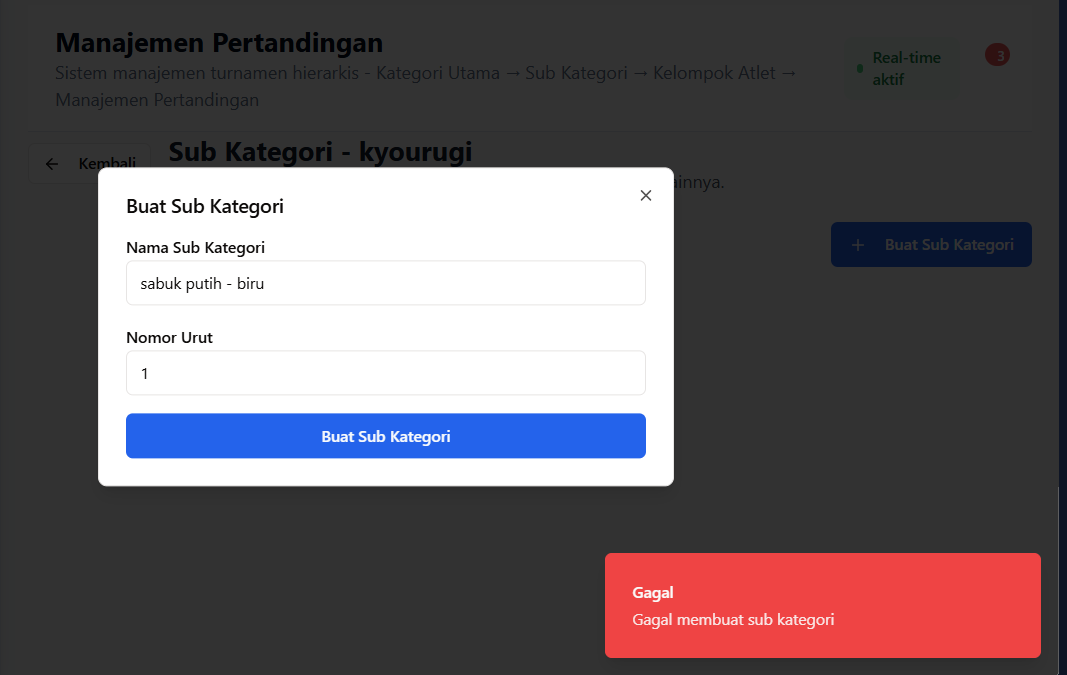 Manajemen Pertandingan
Sistem manajemen turnamen hierarkis - Kategori Utama → Sub Kategori → Kelompok Atlet →
Manajemen Pertandingan
Real-time
aktif
3
Kembali
Sub Kategori - kyourugi
ainnya.
Buat Sub Kategori
Buat Sub Kategori
Nama Sub Kategori
sabuk putih - biru
Nomor Urut
1
Buat Sub Kategori
Gagal
Gagal membuat sub kategori